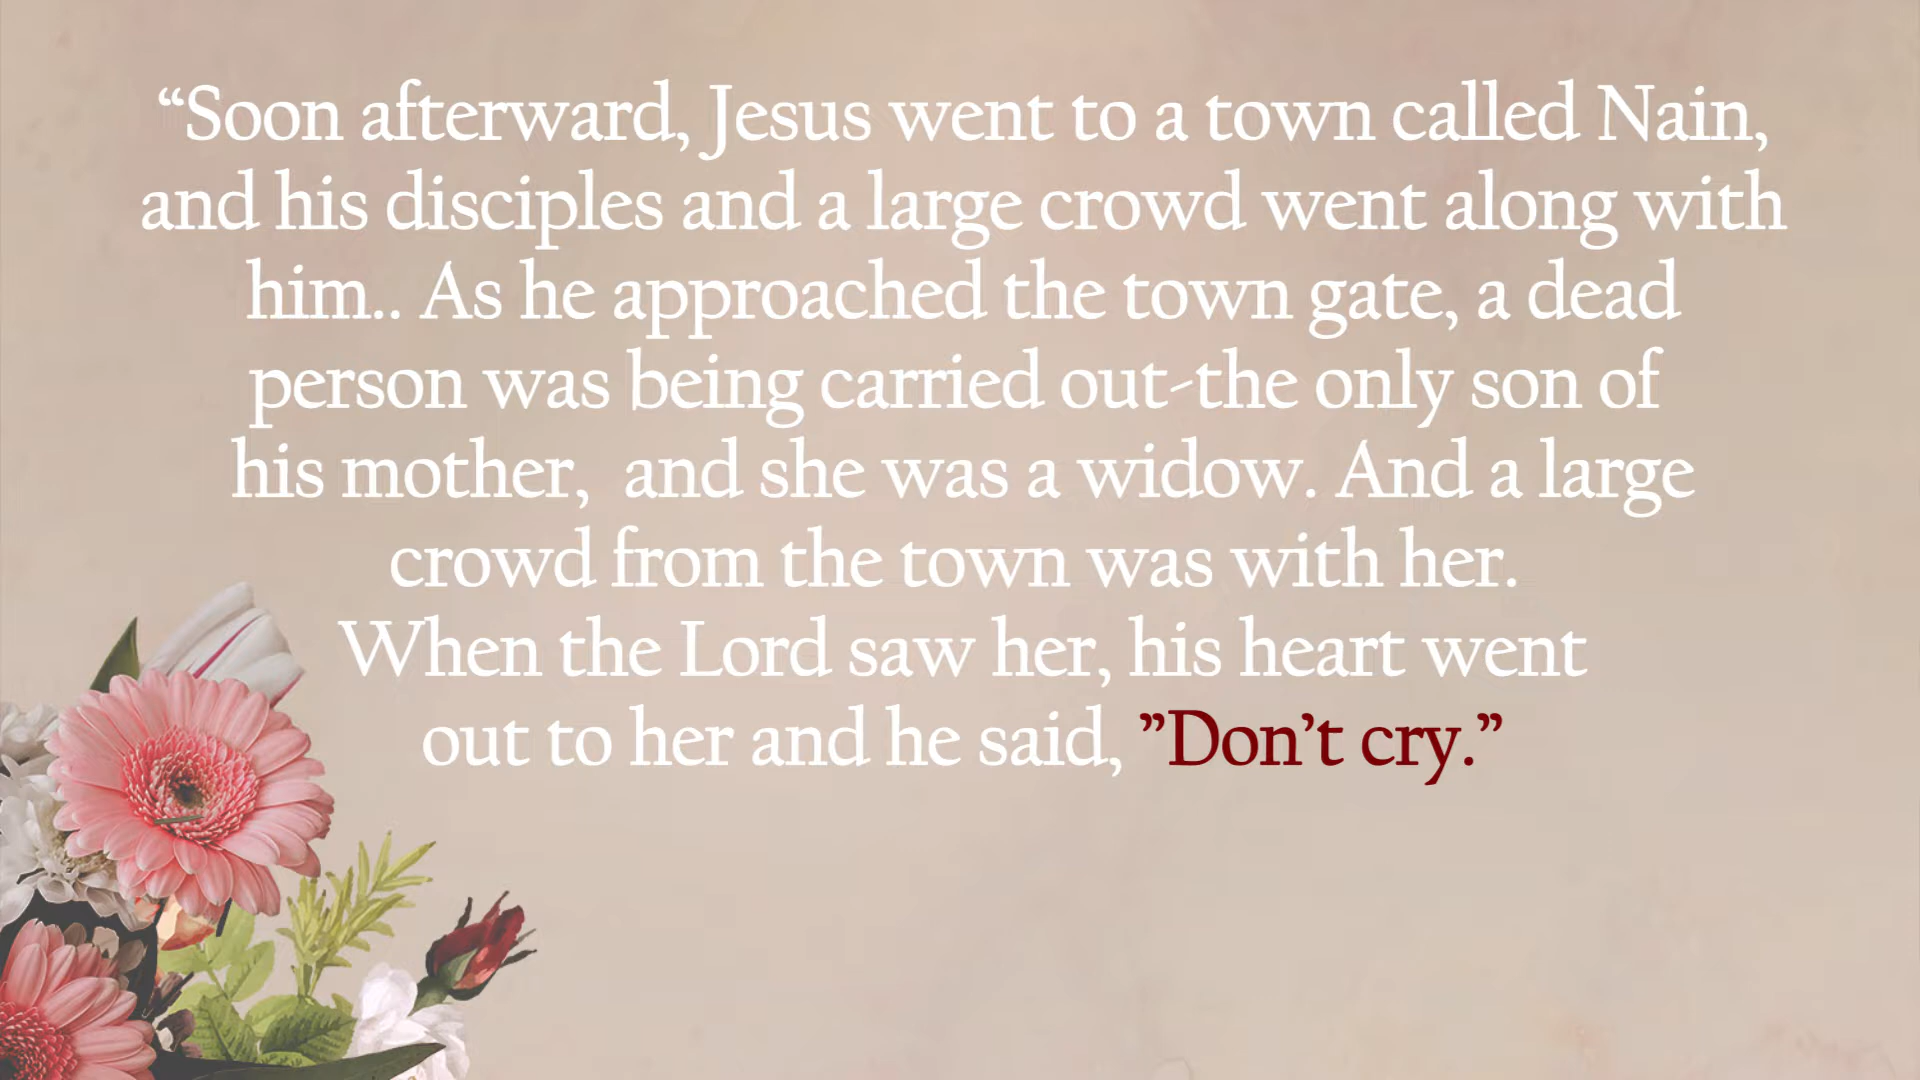 “Soon afterward, Jesus went to a town called Nain,
and his disciples and a large crowd went along with
him.. As he approached the town gate, a dead
person was being carried out-the only son of
his mother,  and she was a widow. And a large
crowd from the town was with her.
When the Lord saw her, his heart went
out to her and he said, ”Don’t cry.”